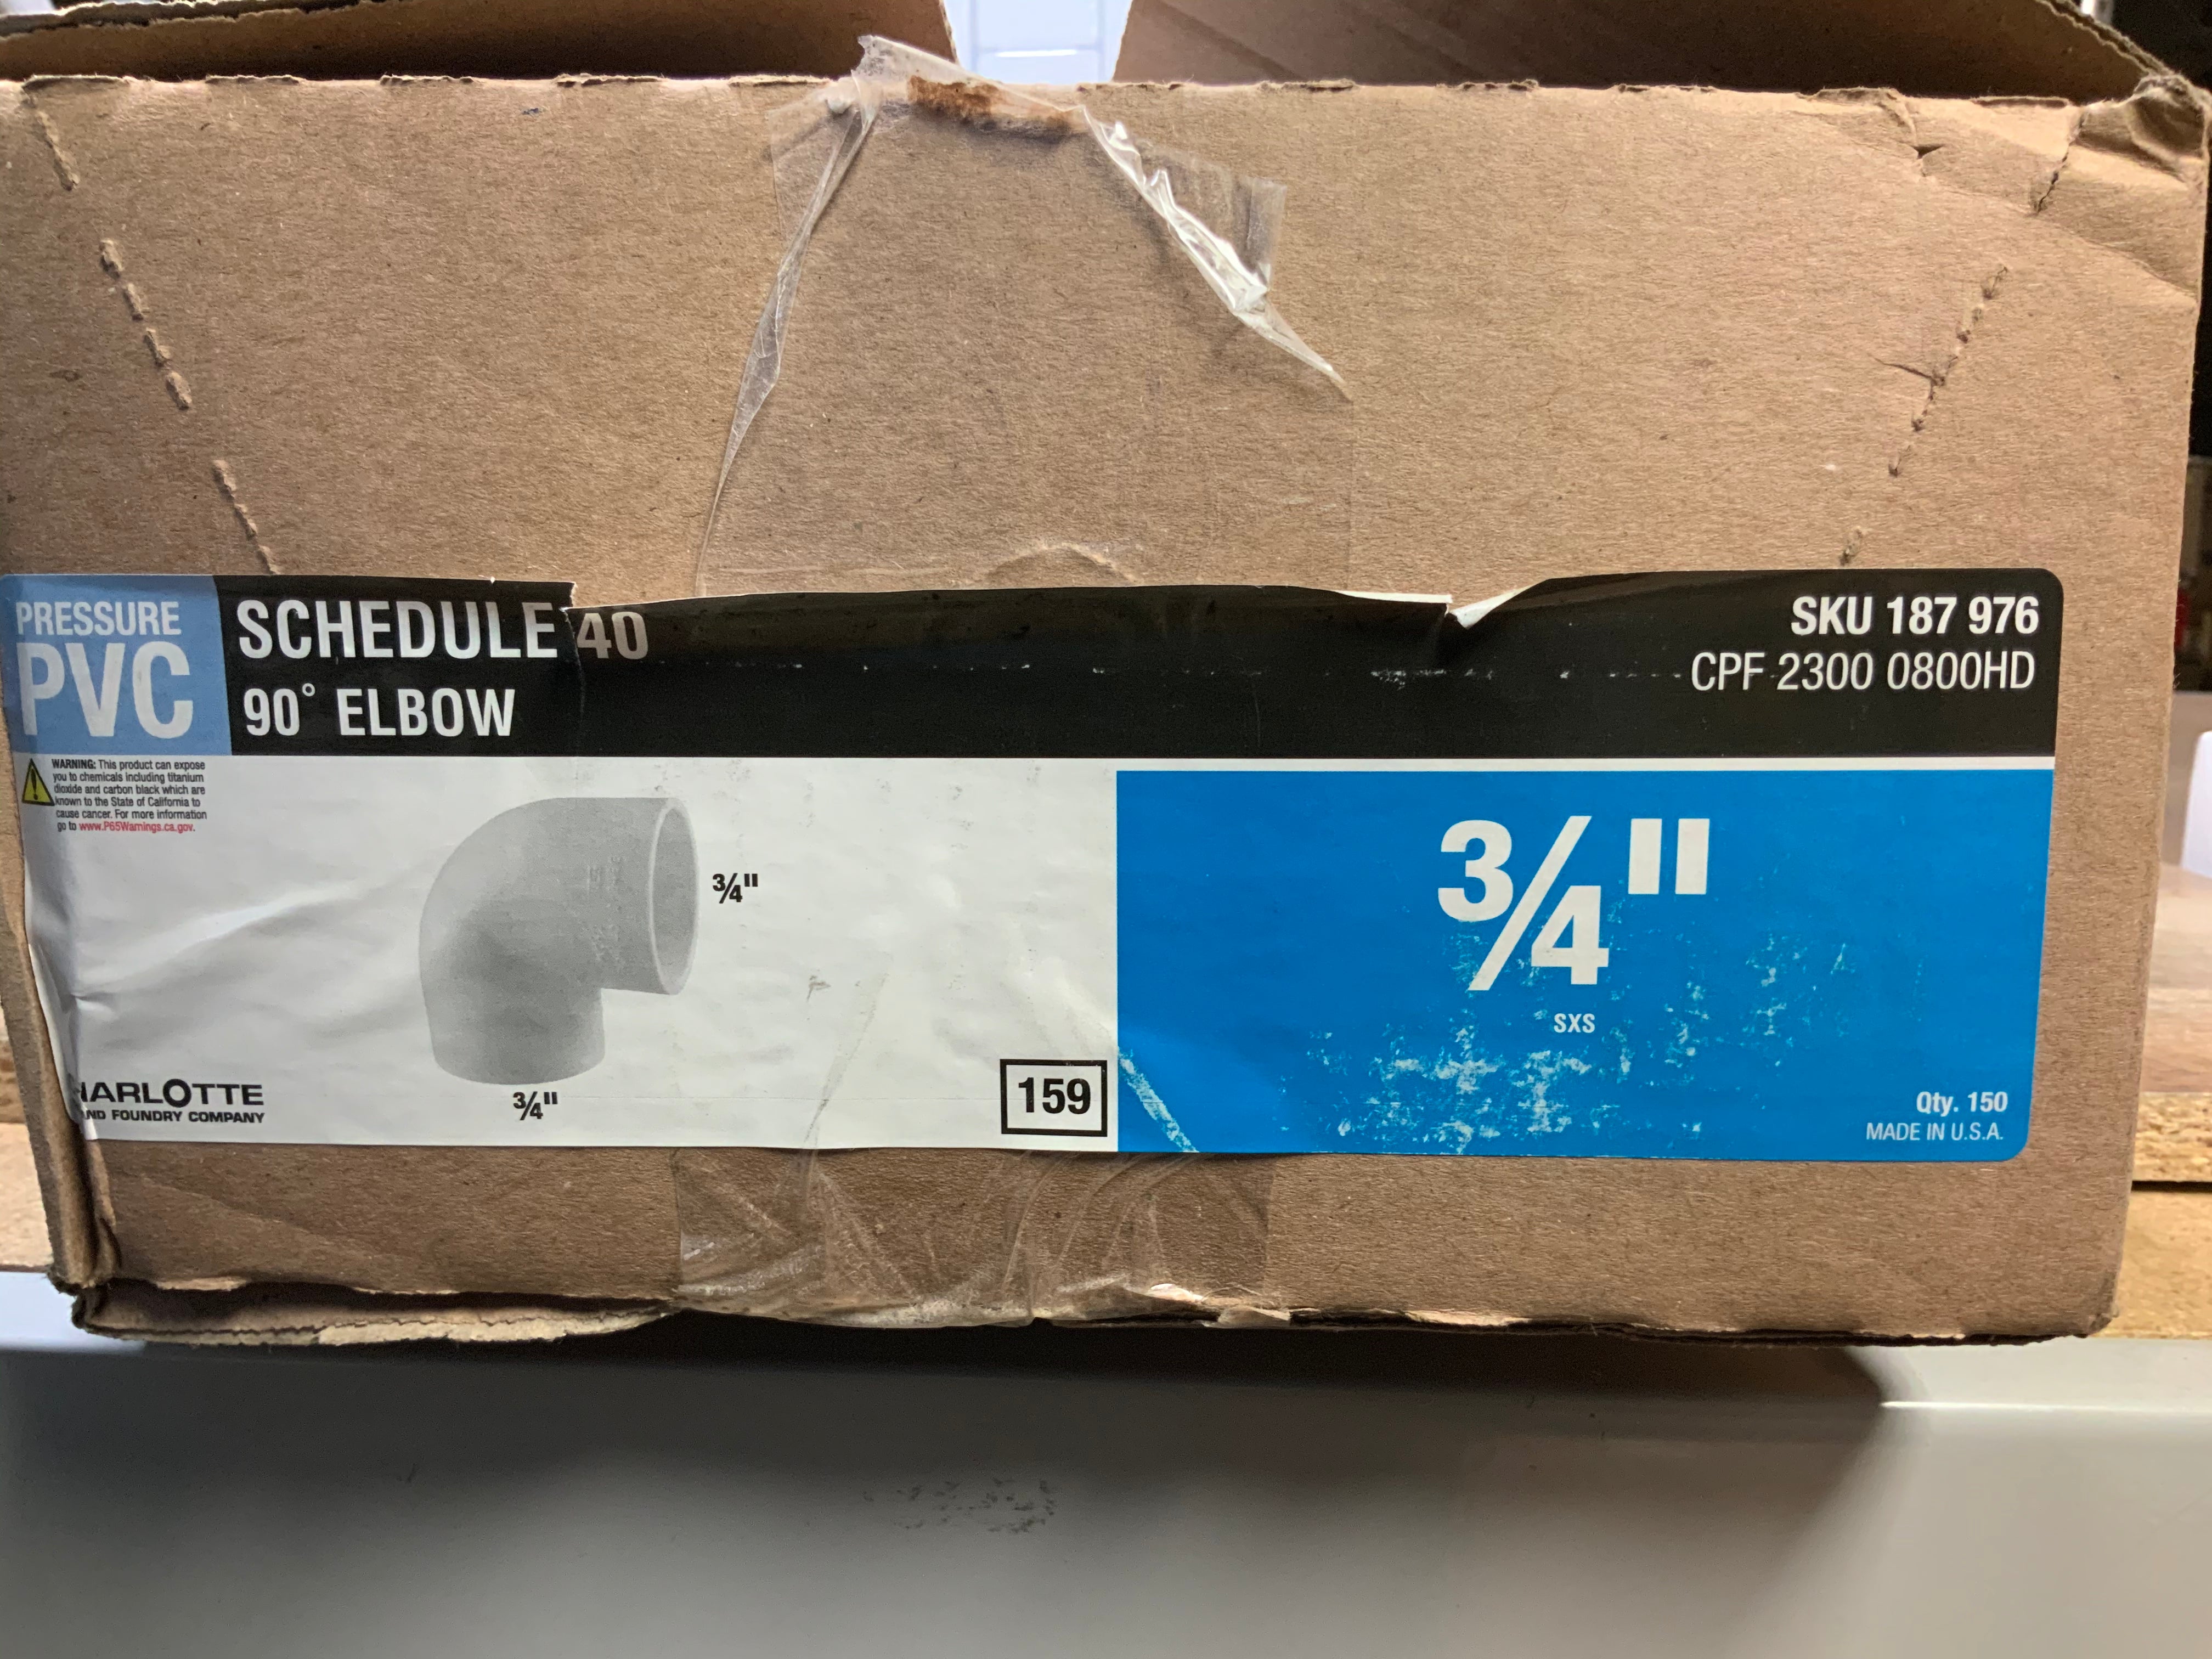 PRESSURE
PVC
SCHEDULE 40
90° ELBOW
SKU 187 976
CPF 2300 0800HD
WARNING: This product can expose
you to chemicals including titanium
dioxide and carbon black which are
known to the State of California to
cause cancer. For more information
go to www.P65Warnings.ca.gov.
3/4"
3/4"
HARLOTTE
ND FOUNDRY COMPANY
159
3/4"
SXS
Qty. 150
MADE IN U.S.A.